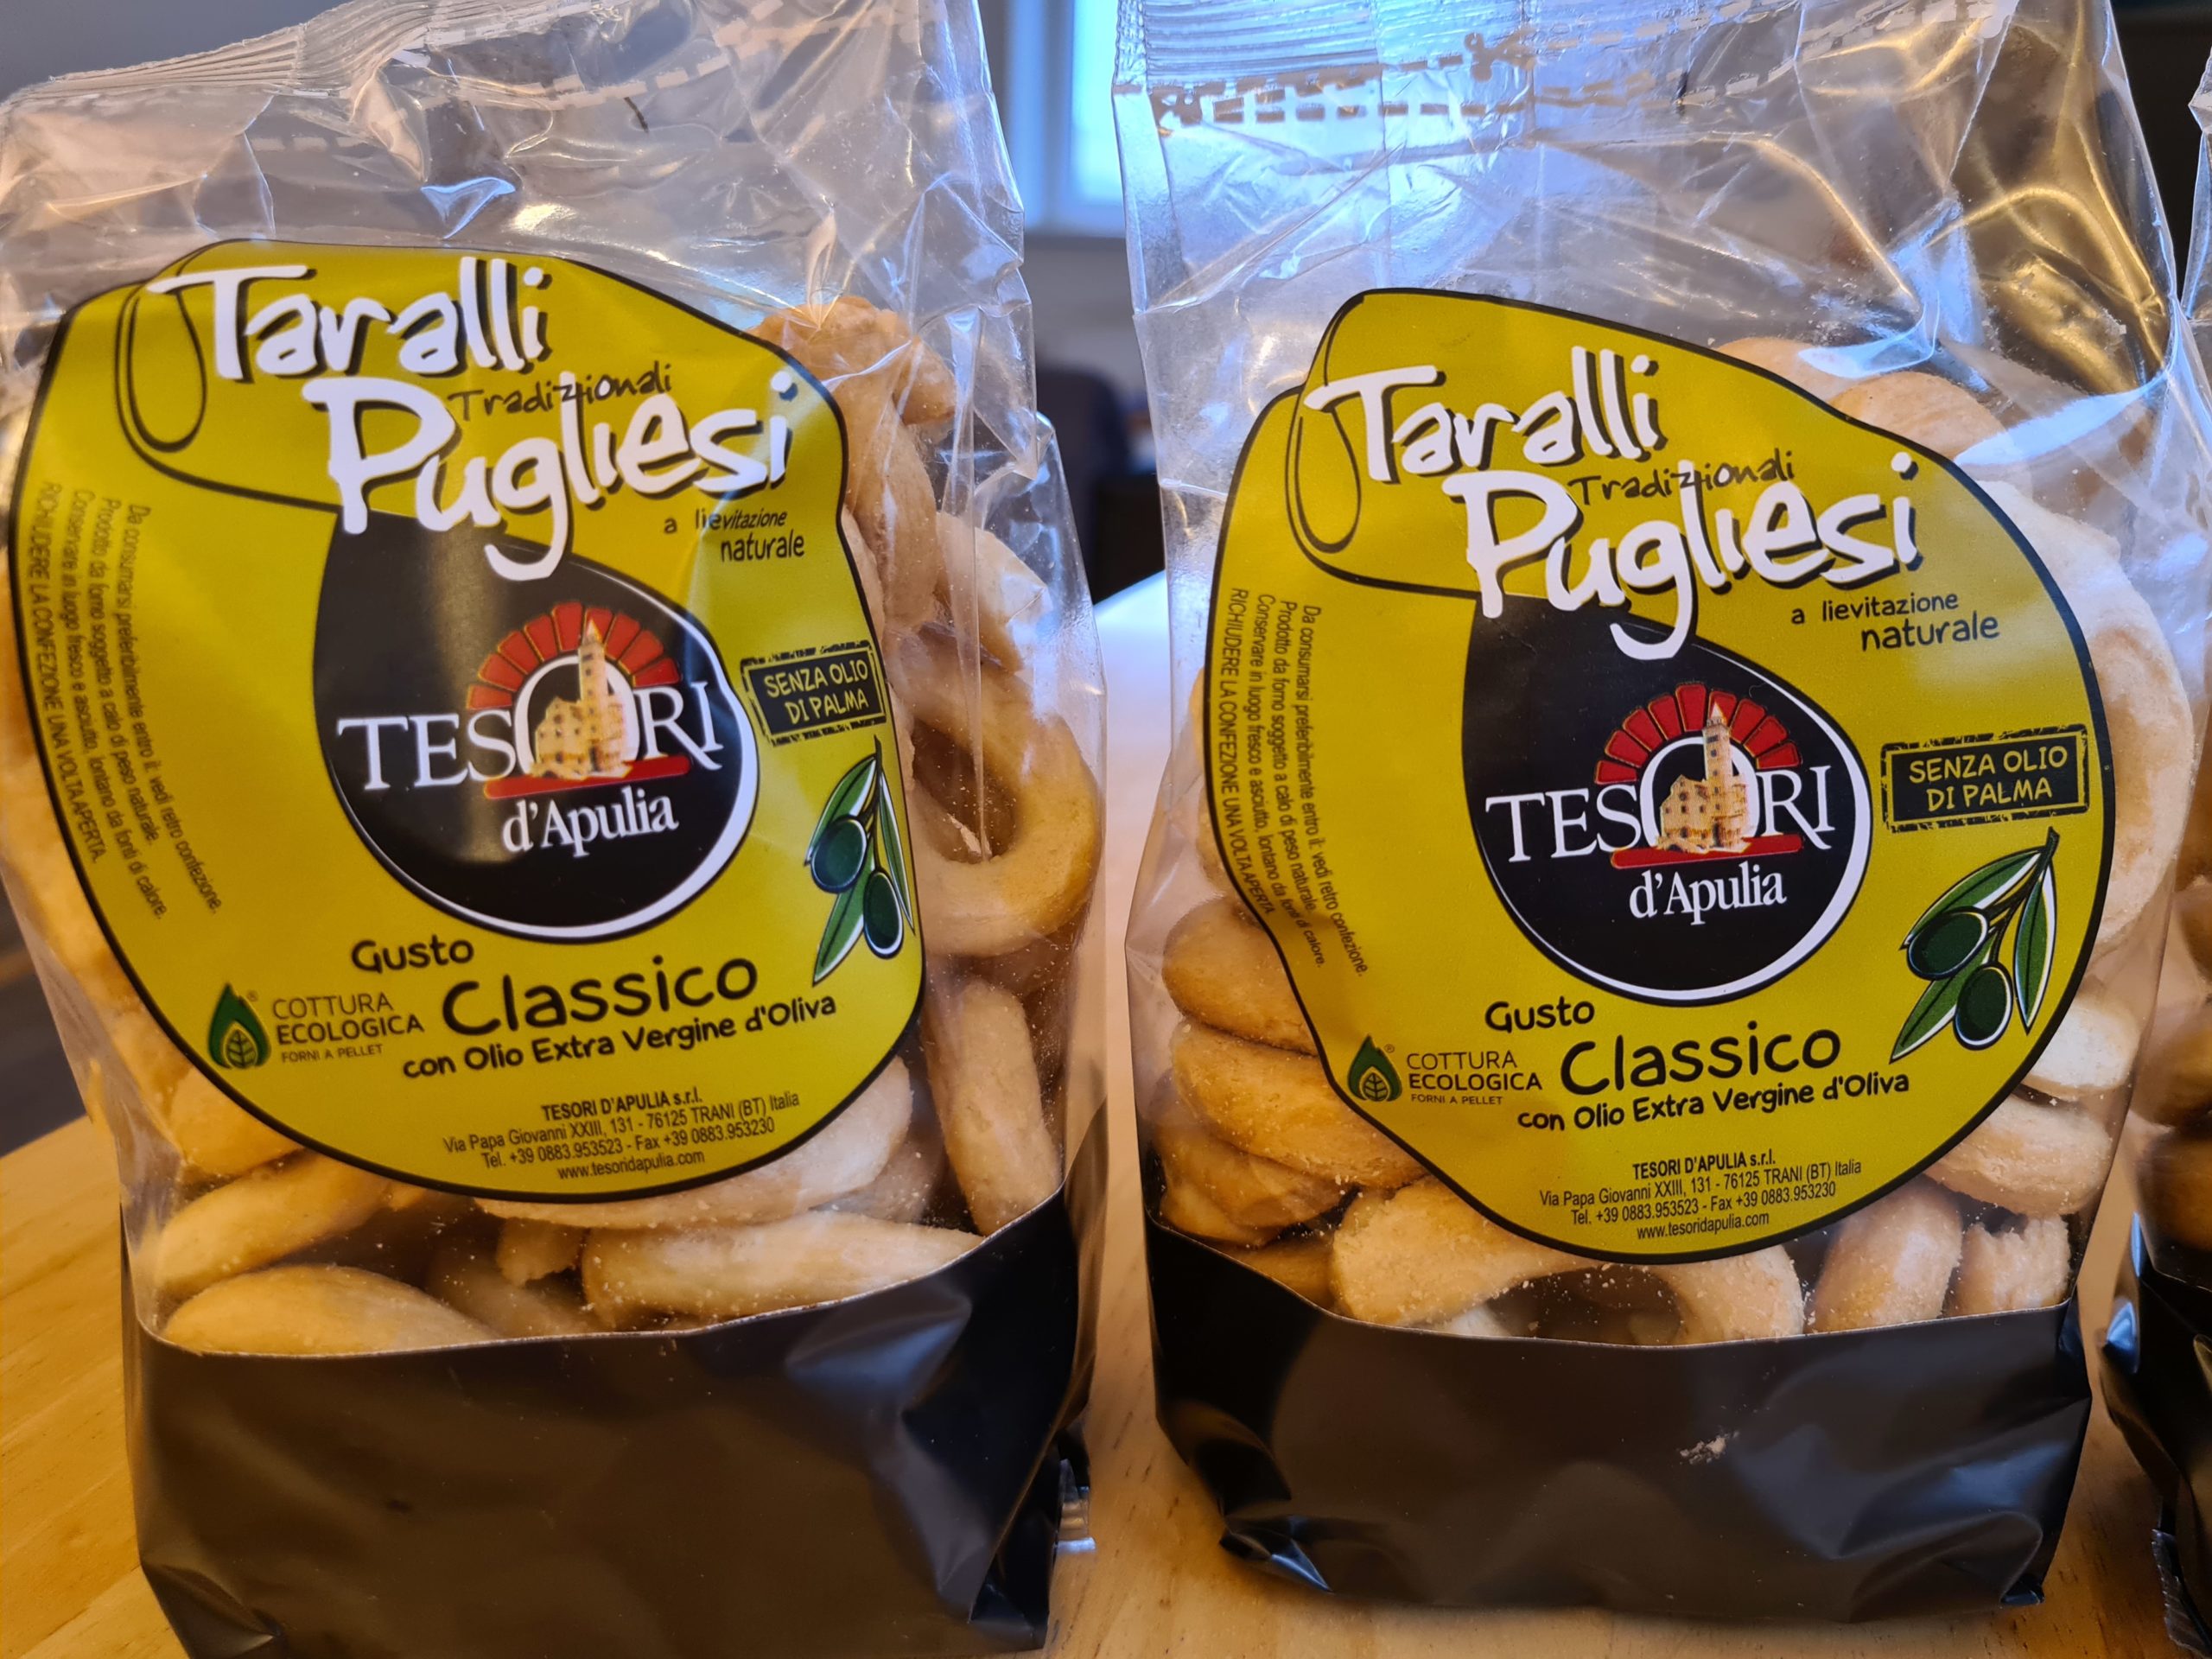 Taralli
Tradizionali
Pugliesi
a lievitazione
naturale
Da consumarsi preferibilmente entro il: vedi retro confezione.
Prodotto da forno soggetto a calo di peso naturale.
Conservare in luogo fresco e asciutto, lontano da fonti di calore.
RICHIUDERE LA CONFEZIONE UNA VOLTA APERTA.
TESORI
d'Apulia
SENZA OLIO
DI PALMA
Gusto
Classico
con Olio Extra Vergine d'Oliva
COTTURA
ECOLOGICA
FORNI A PELLET
®
TESORI D'APULIA s.r.l.
Via Papa Giovanni XXIII, 131 - 76125 TRANI (BT) Italia
Tel. +39 0883.953523 - Fax +39 0883.953230
www.tesoridapulia.com
Taralli
Tradizionali
Pugliesi
a lievitazione
naturale
Da consumarsi preferibilmente entro il: vedi retro confezione.
Prodotto da forno soggetto a calo di peso naturale.
Conservare in luogo fresco e asciutto, lontano da fonti di calore.
RICHIUDERE LA CONFEZIONE UNA VOLTA APERTA.
TESORI
d'Apulia
SENZA OLIO
DI PALMA
Gusto
Classico
con Olio Extra Vergine d'Oliva
COTTURA
ECOLOGICA
FORNI A PELLET
®
TESORI D'APULIA s.r.l.
Via Papa Giovanni XXIII, 131 - 76125 TRANI (BT) Italia
Tel. +39 0883.953523 - Fax +39 0883.953230
www.tesoridapulia.com